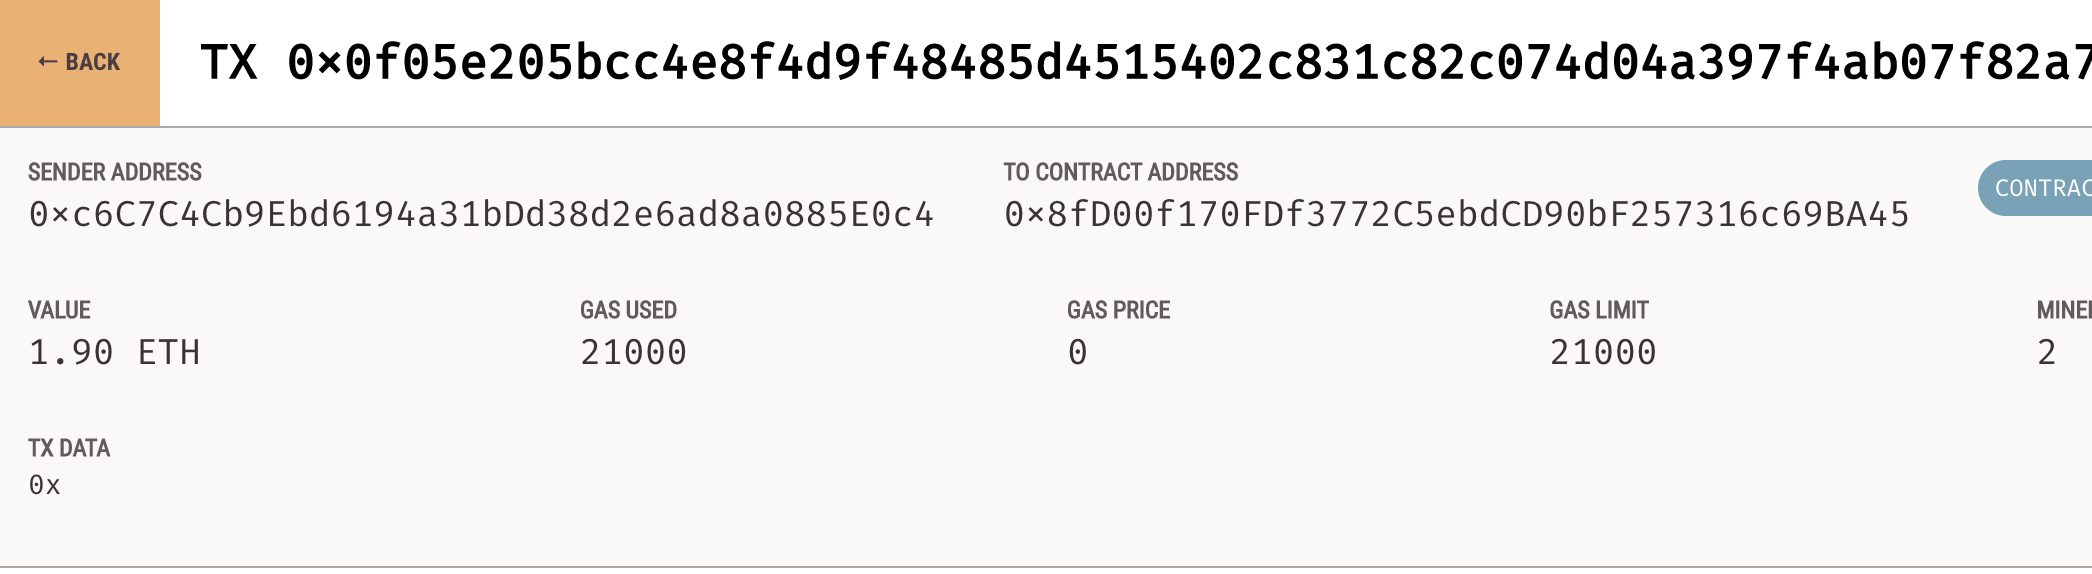 ← BACK
TX 0×0f05e205bcc4e8f4d9f48485d4515402c831c82c074d04a397f4ab07f82a7
SENDER ADDRESS
0×c6C7C4Cb9Ebd6194a31bDd38d2e6ad8a0885E0c4
TO CONTRACT ADDRESS
0×8fD00f170FDf3772C5ebdCD90bF257316c69BA45
CONTRAC
VALUE
1.90 ETH
GAS USED
21000
GAS PRICE
0
GAS LIMIT
21000
MINE
2
TX DATA
0x